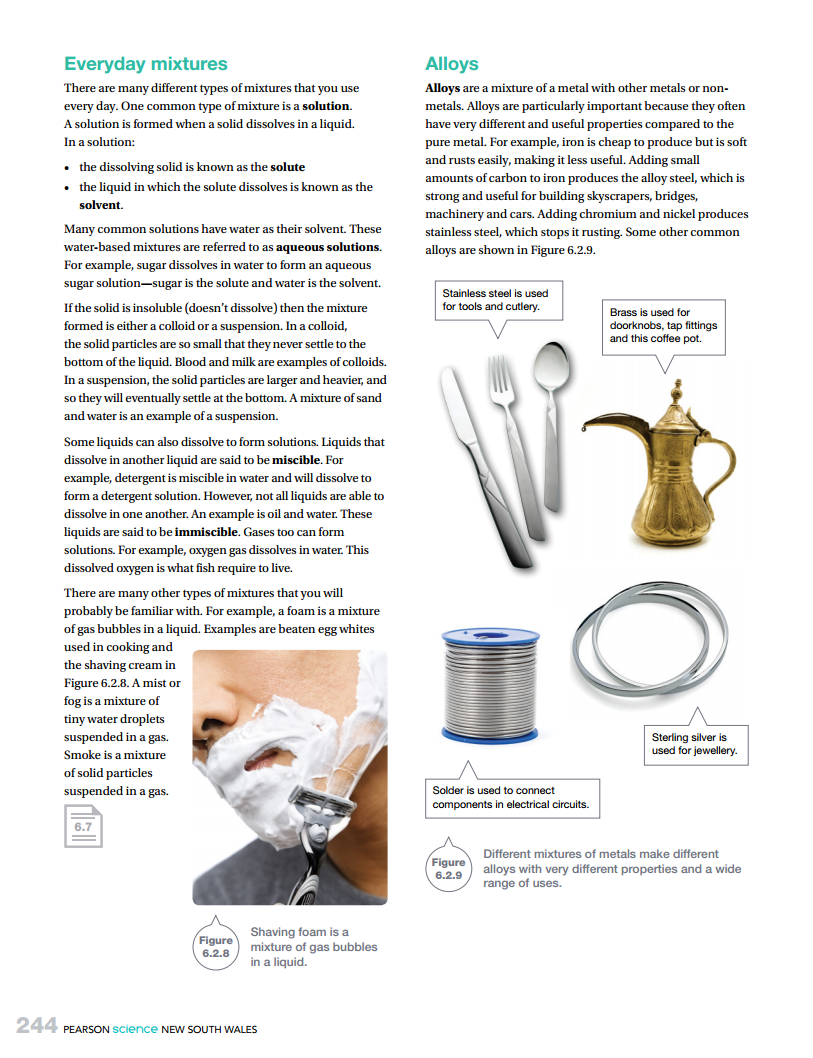 Everyday mixtures
There are many different types of mixtures that you use
every day. One common type of mixture is a solution.
A solution is formed when a solid dissolves in a liquid.
In a solution:
• the dissolving solid is known as the solute
• the liquid in which the solute dissolves is known as the
solvent.
Many common solutions have water as their solvent. These
water-based mixtures are referred to as aqueous solutions.
For example, sugar dissolves in water to form an aqueous
sugar solution—sugar is the solute and water is the solvent.
If the solid is insoluble (doesn't dissolve) then the mixture
formed is either a colloid or a suspension. In a colloid,
the solid particles are so small that they never settle to the
bottom of the liquid. Blood and milk are examples of colloids.
In a suspension, the solid particles are larger and heavier, and
so they will eventually settle at the bottom. A mixture of sand
and water is an example of a suspension.
Some liquids can also dissolve to form solutions. Liquids that
dissolve in another liquid are said to be miscible. For
example, detergent is miscible in water and will dissolve to
form a detergent solution. However, not all liquids are able to
dissolve in one another. An example is oil and water. These
liquids are said to be immiscible. Gases too can form
solutions. For example, oxygen gas dissolves in water. This
dissolved oxygen is what fish require to live.
There are many other types of mixtures that you will
probably be familiar with. For example, a foam is a mixture
of gas bubbles in a liquid. Examples are beaten egg whites
used in cooking and
the shaving cream in
Figure 6.2.8. A mist or
fog is a mixture of
tiny water droplets
suspended in a gas.
Smoke is a mixture
of solid particles
suspended in a gas.
6.7
Figure
6.2.8
Shaving foam is a
mixture of gas bubbles
in a liquid.
Alloys
Alloys are a mixture of a metal with other metals or non-
metals. Alloys are particularly important because they often
have very different and useful properties compared to the
pure metal. For example, iron is cheap to produce but is soft
and rusts easily, making it less useful. Adding small
amounts of carbon to iron produces the alloy steel, which is
strong and useful for building skyscrapers, bridges,
machinery and cars. Adding chromium and nickel produces
stainless steel, which stops it rusting. Some other common
alloys are shown in Figure 6.2.9.
Stainless steel is used
for tools and cutlery.
Brass is used for
doorknobs, tap fittings
and this coffee pot.
Sterling silver is
used for jewellery.
Solder is used to connect
components in electrical circuits.
Figure
6.2.9
Different mixtures of metals make different
alloys with very different properties and a wide
range of uses.
244 PEARSON science NEW SOUTH WALES